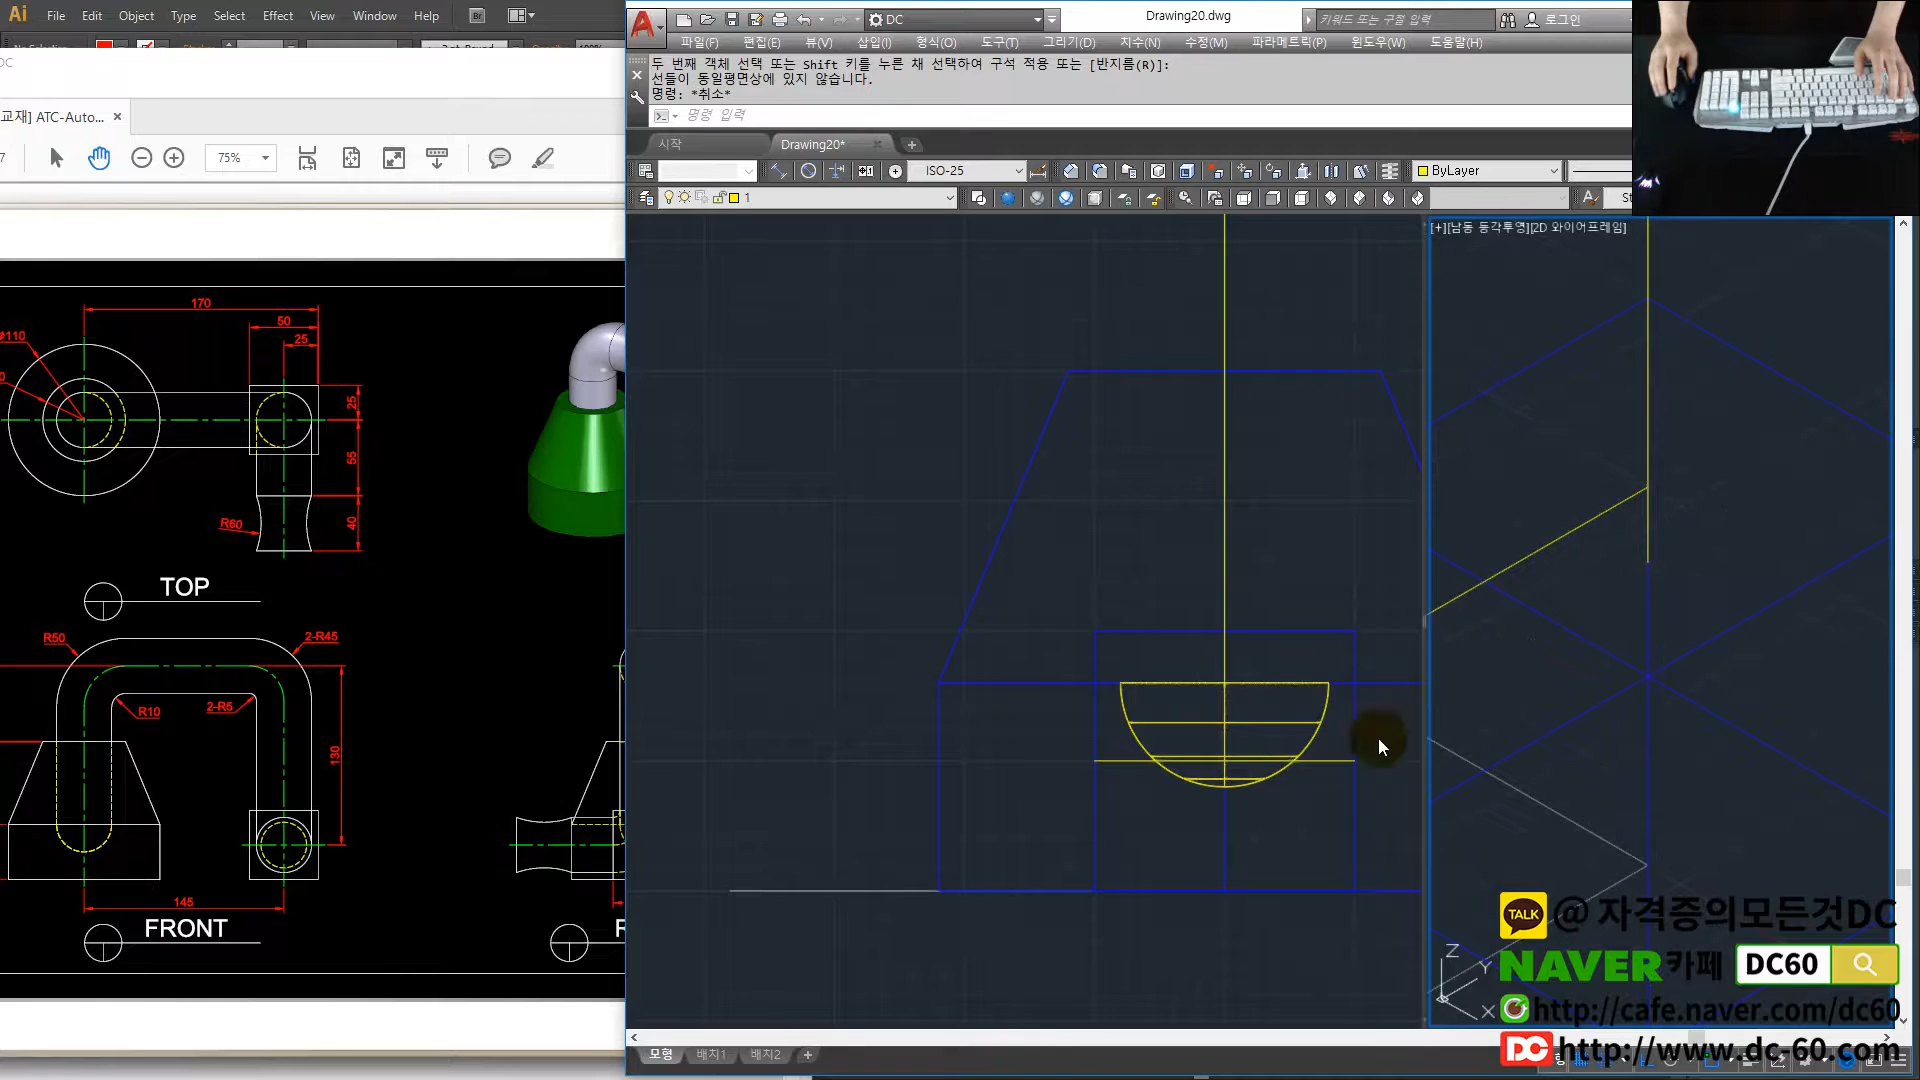 Ai File Edit Object Type Select Effect View Window Help Br
DC Drawing20.dwg 키워드 또는 구절 입력 로그인
파일(F) 편집(E) 뷰(V) 삽입(I) 형식(O) 도구(T) 그리기(D) 치수(N) 수정(M) 파라메트릭(P) 윈도우(W) 도움말(H)
두 번째 객체 선택 또는 Shift 키를 누른 채 선택하여 구석 적용 또는 [반지름(R)]:
선들이 동일평면상에 있지 않습니다.
명령: *취소*
명령 입력
DC
교재] ATC-Auto...
시작 Drawing20*
7 75%
ISO-25 ByLayer
1
[+][남동 등각투영][2D 와이어프레임]
170
50
25
#110
0
25
55
40
R60
TOP
R50
2-R45
R10
2-R5
130
145
FRONT
Z
Y
X
TALK @ 자격증의모든것DC
NAVER 카페 DC60
http://cafe.naver.com/dc60
DC http://www.dc-60.com
모형 배치1 배치2 +